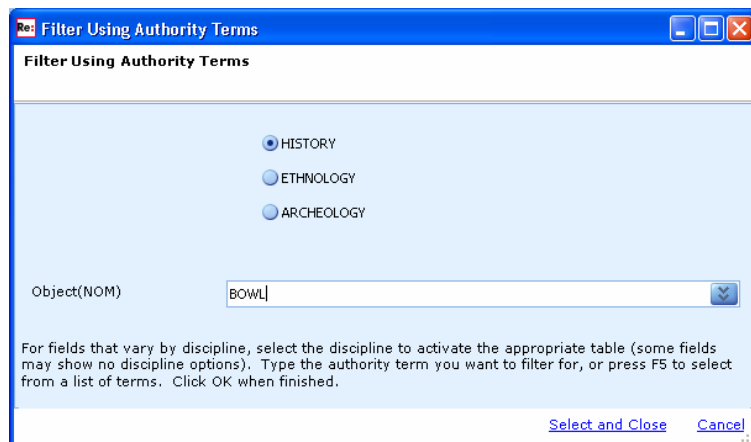 Re: Filter Using Authority Terms
Filter Using Authority Terms
HISTORY
ETHNOLOGY
ARCHEOLOGY
Object(NOM) BOWL
For fields that vary by discipline, select the discipline to activate the appropriate table (some fields
may show no discipline options). Type the authority term you want to filter for, or press F5 to select
from a list of terms. Click OK when finished.
Select and Close Cancel